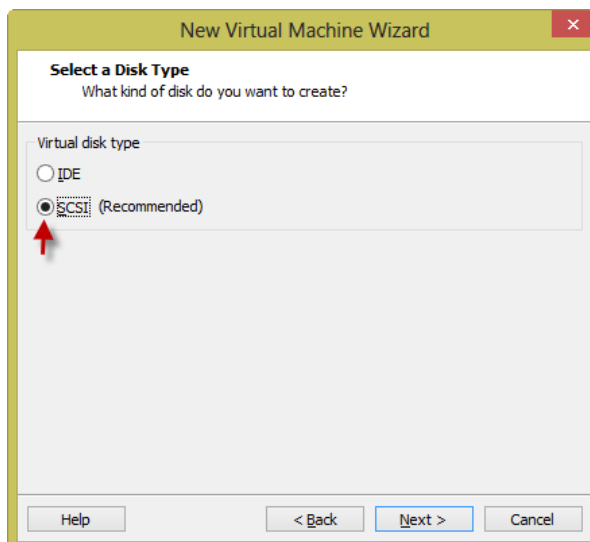 New Virtual Machine Wizard
Select a Disk Type
What kind of disk do you want to create?
Virtual disk type
IDE
SCSI (Recommended)
Help < Back Next > Cancel